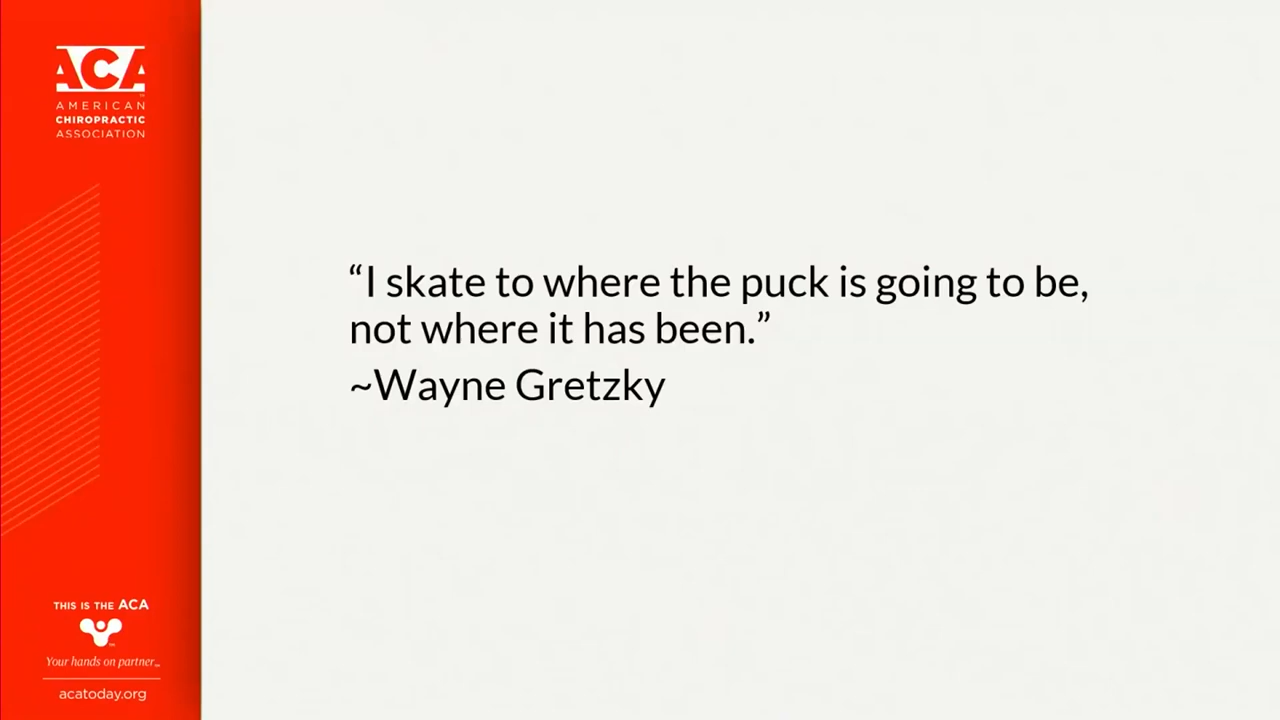 ACA
AMERICAN
CHIROPRACTIC
ASSOCIATION
“I skate to where the puck is going to be,
not where it has been.”
~Wayne Gretzky
THIS IS THE ACA
Your hands on partner℠
acatoday.org